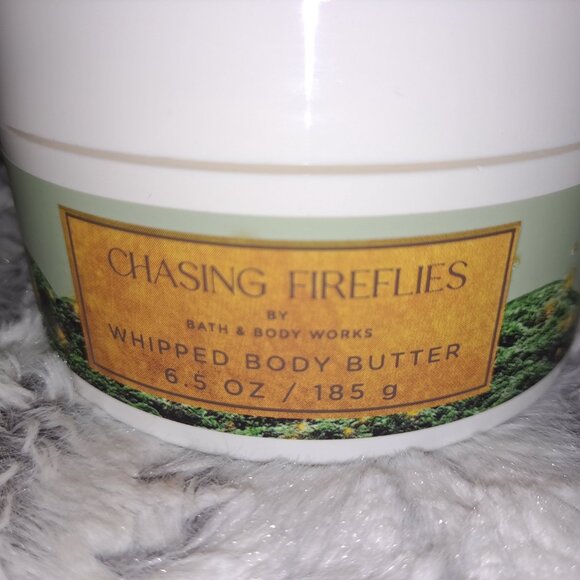 CHASING FIREFLIES
BY
BATH & BODY WORKS
WHIPPED BODY BUTTER
6.5 OZ / 185 g